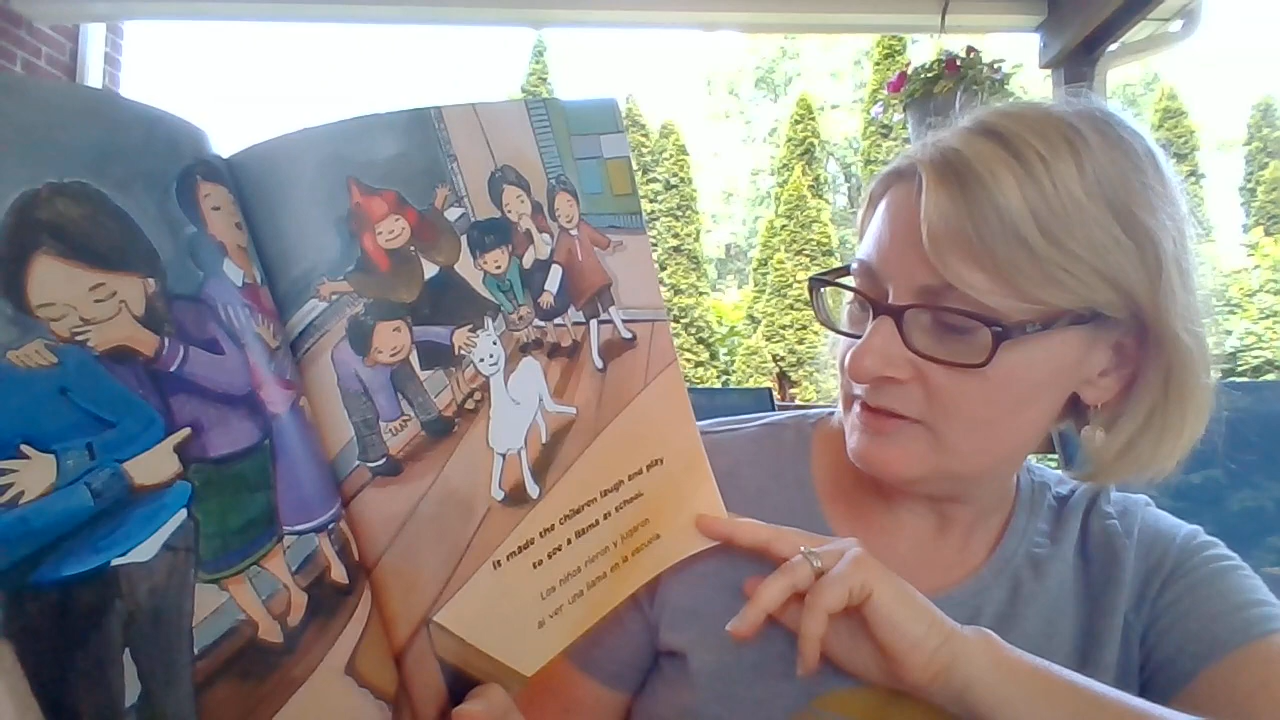 It made the children laugh and play
to see a llama at school.
Los niños rieron y jugaron
al ver una llama en la escuela.